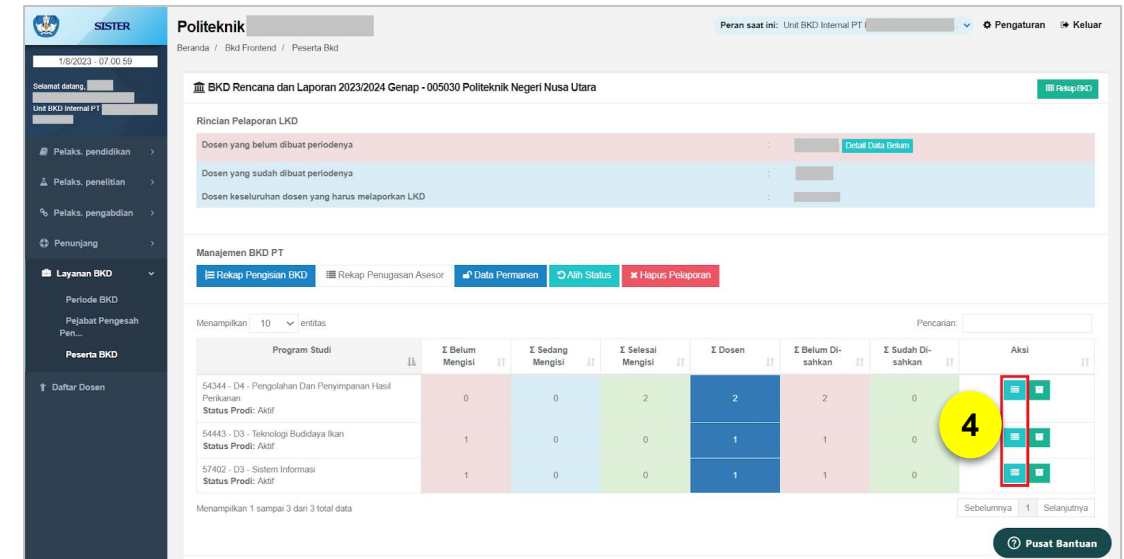 SISTER
Politeknik
Peran saat ini: Unit BKD Internal PT
Pengaturan
Keluar
Beranda / Bkd Frontend / Peserta Bkd
1/8/2023 - 07.00.59
Selamat datang,
Unit BKD Internal PT
BKD Rencana dan Laporan 2023/2024 Genap - 005030 Politeknik Negeri Nusa Utara
Rekap BKD
Rincian Pelaporan LKD
Dosen yang belum dibuat periodenya :
Detail Data Belum
Dosen yang sudah dibuat periodenya :
Dosen keseluruhan dosen yang harus melaporkan LKD :
Pelaks. pendidikan
Pelaks. penelitian
Pelaks. pengabdian
Penunjang
Layanan BKD
Periode BKD
Pejabat Pengesah
Pen...
Peserta BKD
Daftar Dosen
Manajemen BKD PT
Rekap Pengisian BKD
Rekap Penugasan Asesor
Data Permanen
Alih Status
Hapus Pelaporan
Menampilkan 10 entitas
Pencarian:
Program Studi
Σ Belum Mengisi
Σ Sedang Mengisi
Σ Selesai Mengisi
Σ Dosen
Σ Belum Di-sahkan
Σ Sudah Di-sahkan
Aksi
54344 - D4 - Pengolahan Dan Penyimpanan Hasil
Perikanan
Status Prodi: Aktif
0 0 2 2 2 0
54443 - D3 - Teknologi Budidaya Ikan
Status Prodi: Aktif
1 0 0 1 1 0
57402 - D3 - Sistem Informasi
Status Prodi: Aktif
1 0 0 1 1 0
4
Menampilkan 1 sampai 3 dari 3 total data
Sebelumnya 1 Selanjutnya
Pusat Bantuan